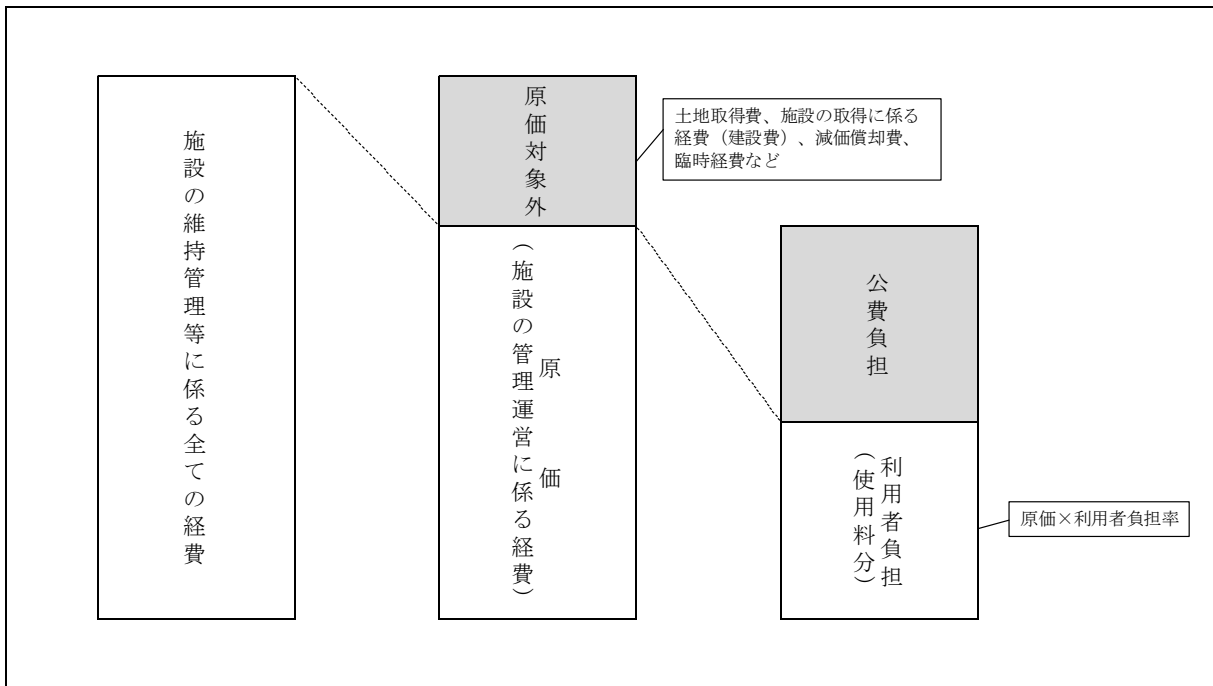 施設の維持管理等に係る全ての経費
原価対象外
土地取得費、施設の取得に係る
経費（建設費）、減価償却費、
臨時経費など
原価
（施設の管理運営に係る経費）
公費負担
利用者負担
（使用料分）
原価×利用者負担率